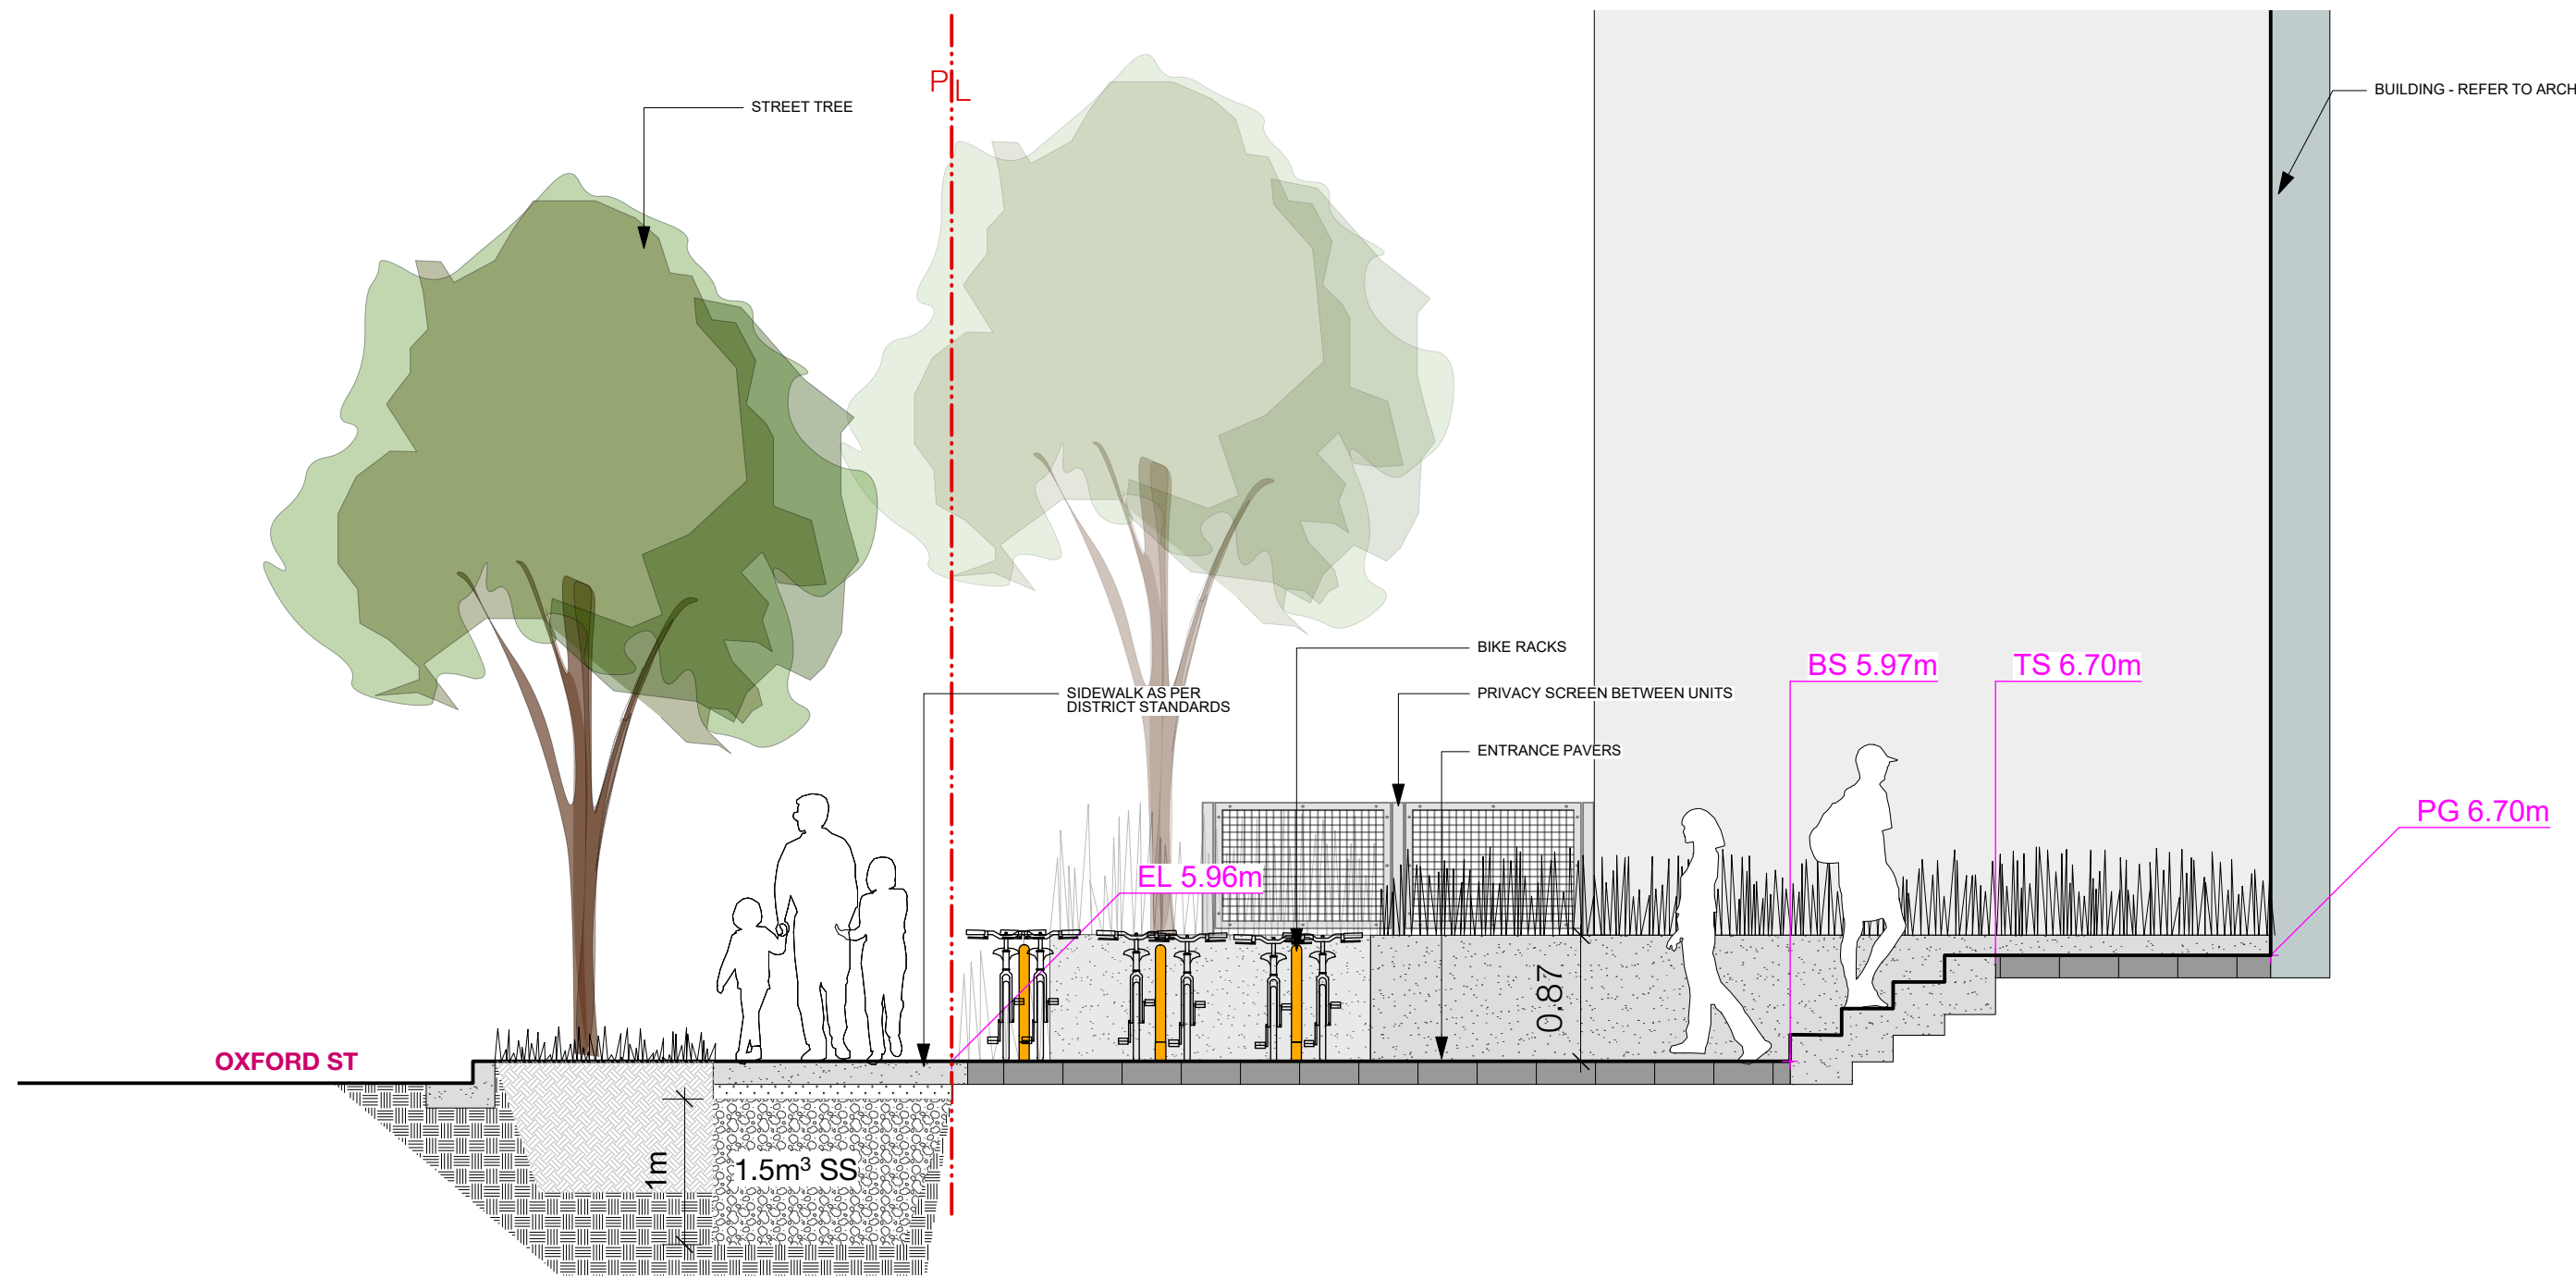 PL
STREET TREE
BUILDING - REFER TO ARCH
BIKE RACKS
SIDEWALK AS PER
DISTRICT STANDARDS
PRIVACY SCREEN BETWEEN UNITS
BS 5.97m
TS 6.70m
ENTRANCE PAVERS
PG 6.70m
EL 5.96m
0.87
OXFORD ST
1m
1.5m³ SS